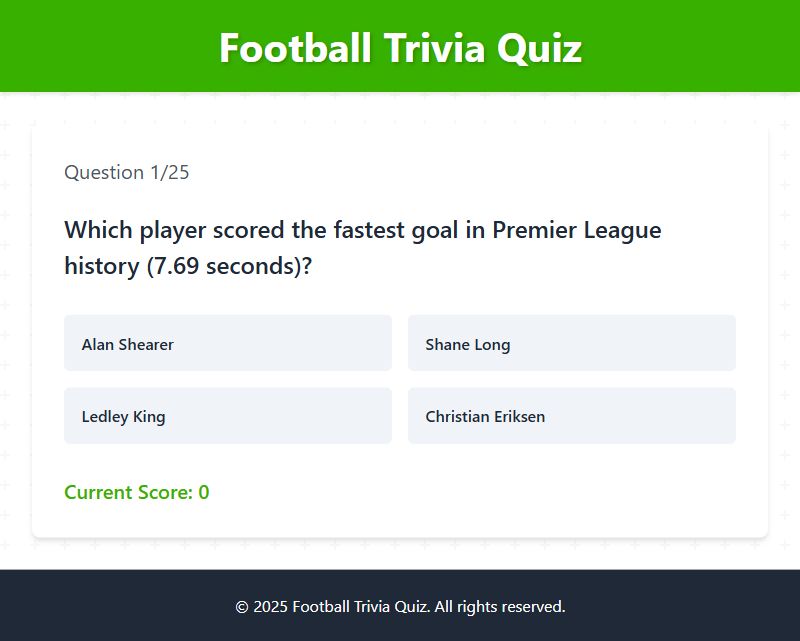 Football Trivia Quiz
Question 1/25
Which player scored the fastest goal in Premier League
history (7.69 seconds)?
Alan Shearer
Shane Long
Ledley King
Christian Eriksen
Current Score: 0
© 2025 Football Trivia Quiz. All rights reserved.